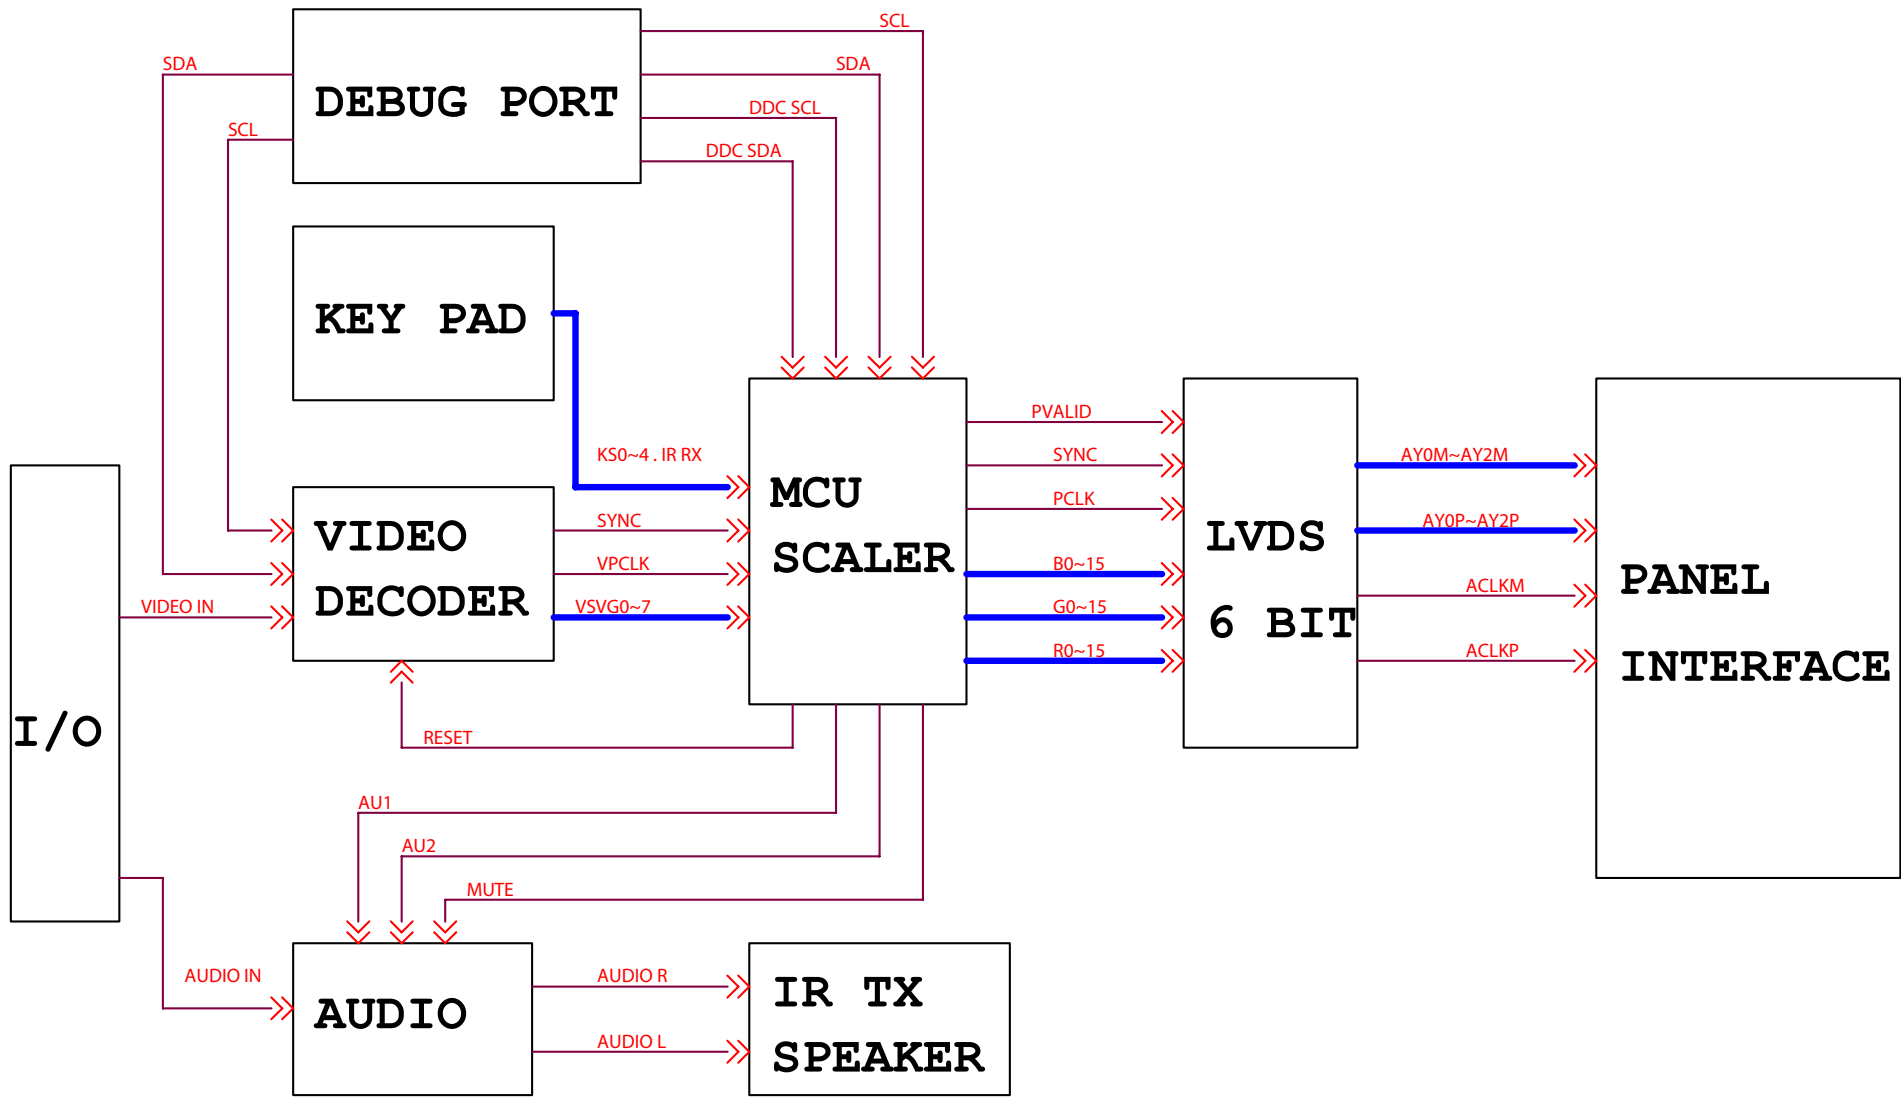 SCL
SDA
SDA
DEBUG PORT
DDC SCL
SCL
DDC SDA
KEY PAD
PVALID
KS0~4 . IR RX
SYNC
AY0M~AY2M
MCU
PCLK
SYNC
AY0P~AY2P
VIDEO
LVDS
SCALER
VPCLK
B0~15
PANEL
ACLKM
DECODER
VIDEO IN
VSVG0~7
G0~15
6 BIT
R0~15
ACLKP
INTERFACE
I/O
RESET
AU1
AU2
MUTE
AUDIO IN
AUDIO R
IR TX
AUDIO
AUDIO L
SPEAKER